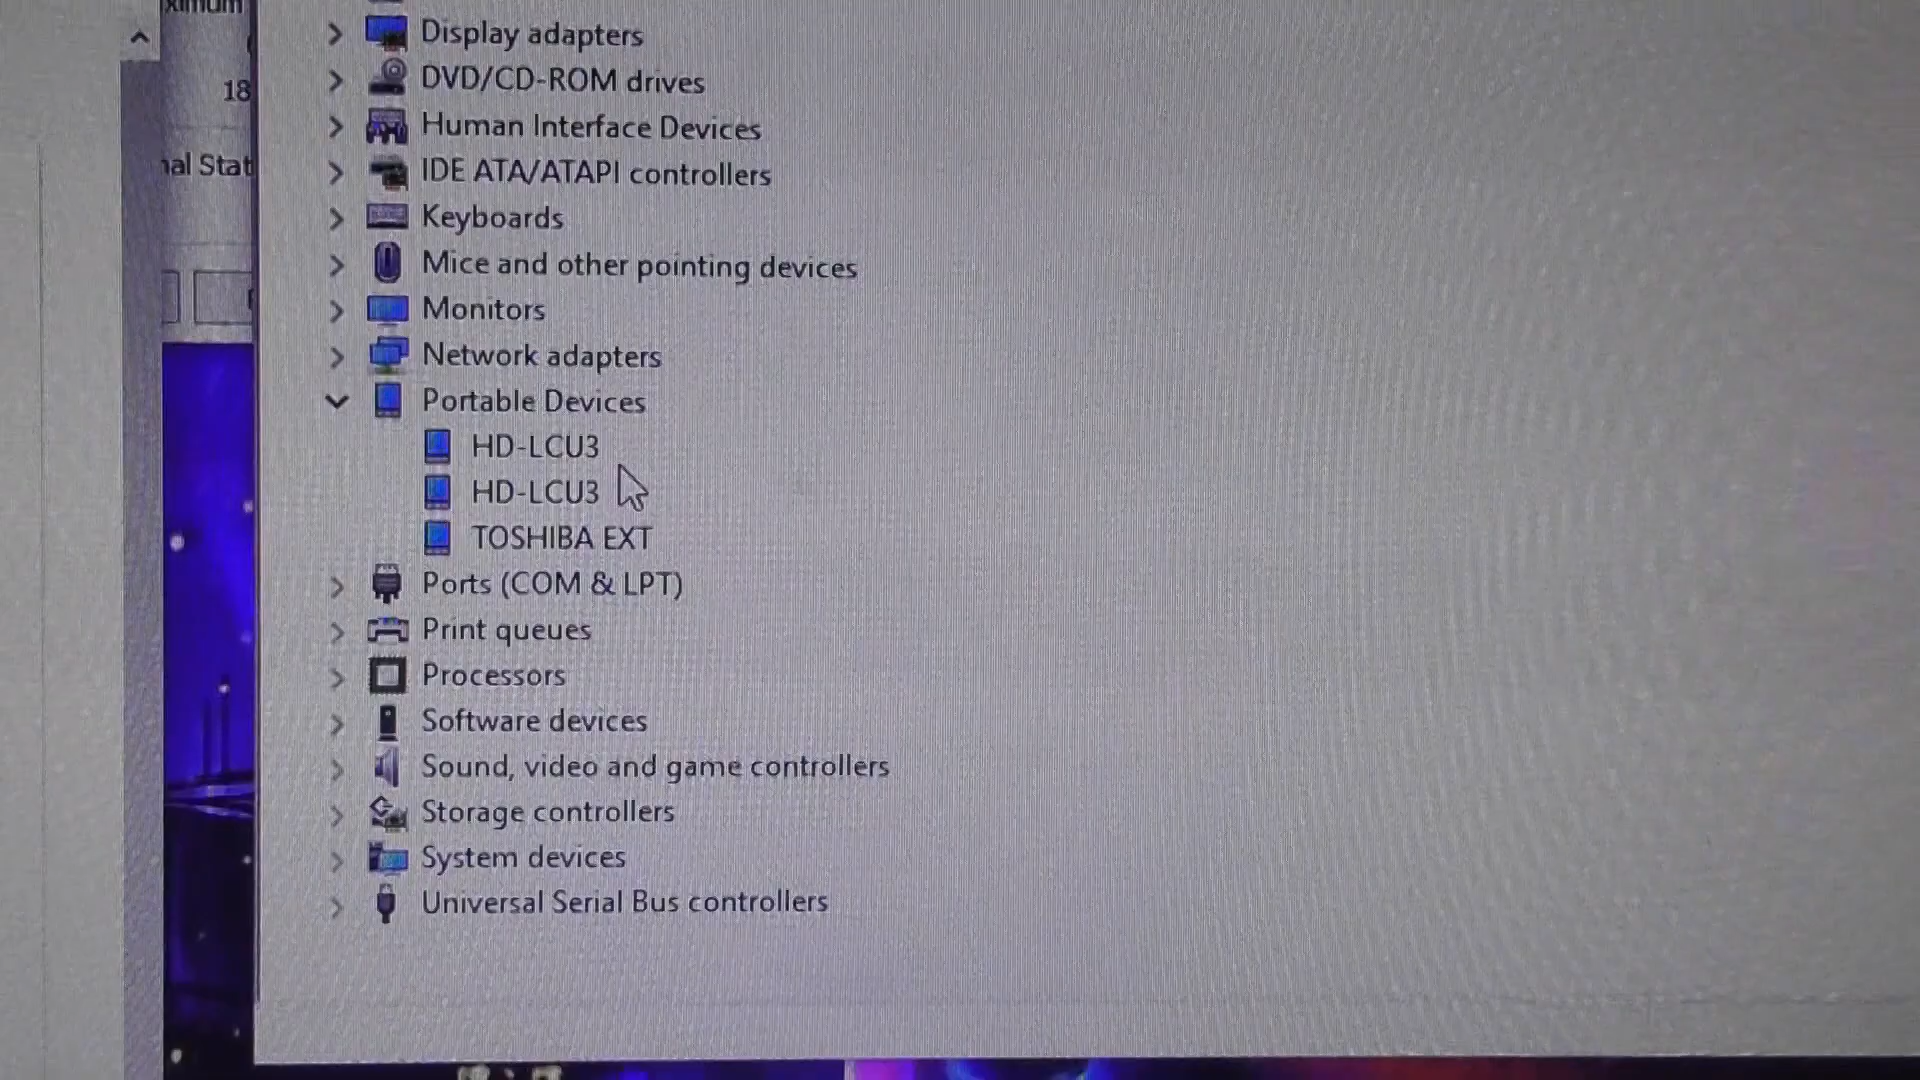 Display adapters
DVD/CD-ROM drives
18
Human Interface Devices
nal Stat
IDE ATA/ATAPI controllers
Keyboards
Mice and other pointing devices
Monitors
Network adapters
Portable Devices
HD-LCU3
HD-LCU3
TOSHIBA EXT
Ports (COM & LPT)
Print queues
Processors
Software devices
Sound, video and game controllers
Storage controllers
System devices
Universal Serial Bus controllers